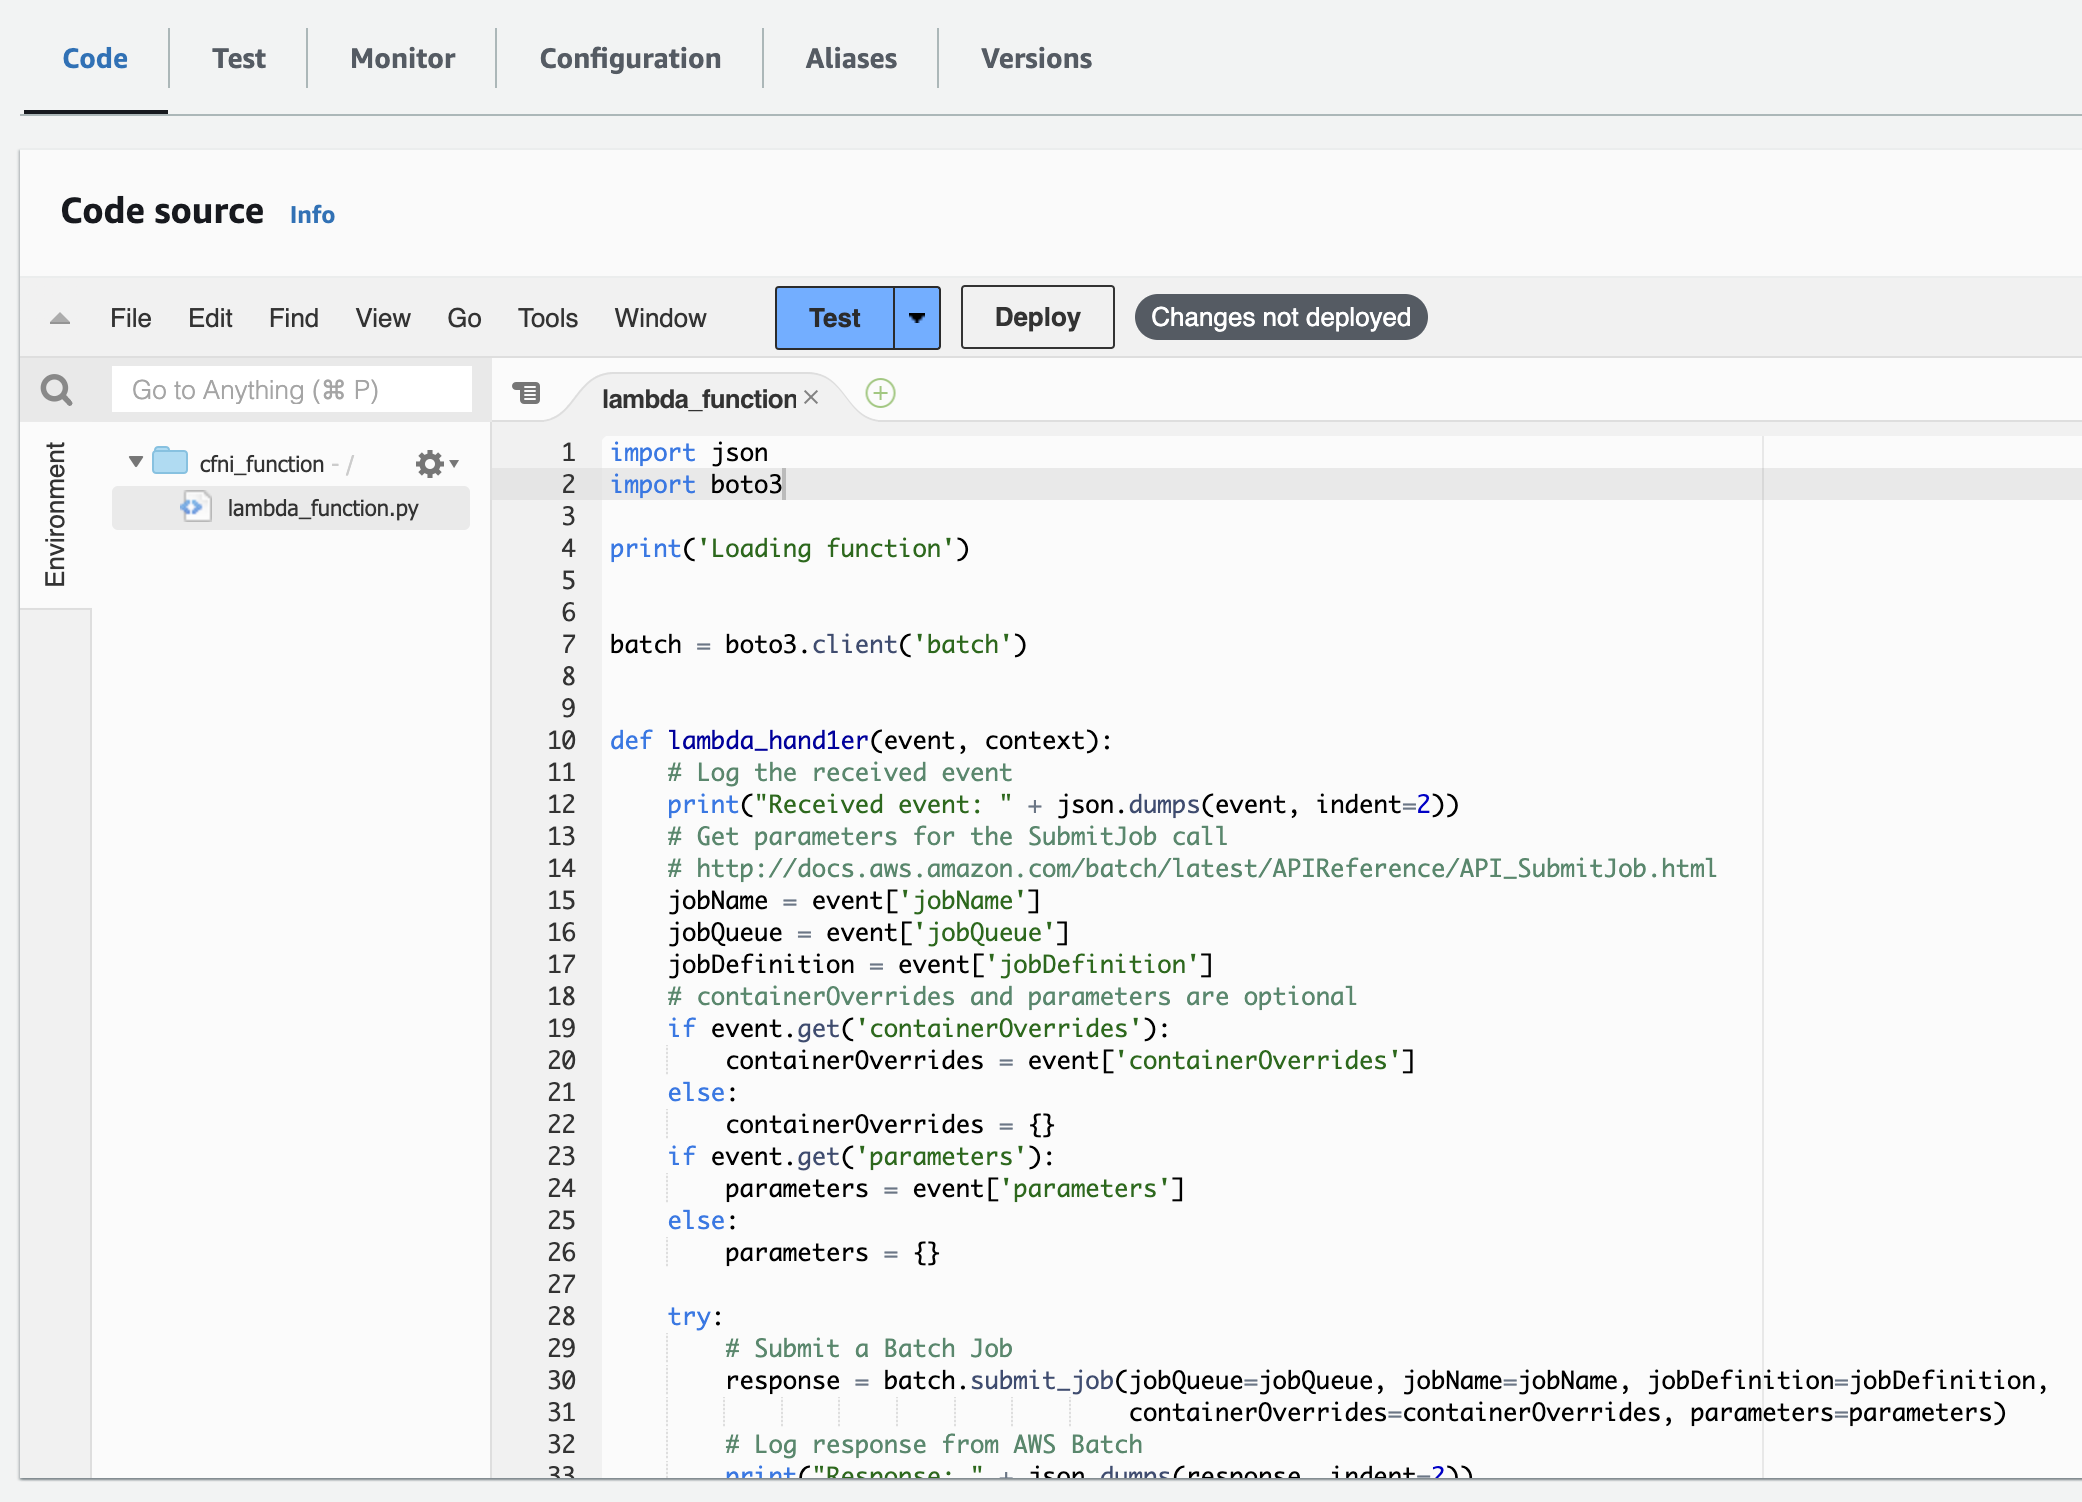 Code
Test
Monitor
Configuration
Aliases
Versions
Code source Info
File Edit Find View Go Tools Window Test Deploy Changes not deployed
Go to Anything (⌘ P)
lambda_function ×
Environment
cfni_function - /
lambda_function.py
1 import json
2 import boto3
3
4 print('Loading function')
5
6
7 batch = boto3.client('batch')
8
9
10 def lambda_hand1er(event, context):
11     # Log the received event
12     print("Received event: " + json.dumps(event, indent=2))
13     # Get parameters for the SubmitJob call
14     # http://docs.aws.amazon.com/batch/latest/APIReference/API_SubmitJob.html
15     jobName = event['jobName']
16     jobQueue = event['jobQueue']
17     jobDefinition = event['jobDefinition']
18     # containerOverrides and parameters are optional
19     if event.get('containerOverrides'):
20         containerOverrides = event['containerOverrides']
21     else:
22         containerOverrides = {}
23     if event.get('parameters'):
24         parameters = event['parameters']
25     else:
26         parameters = {}
27
28     try:
29         # Submit a Batch Job
30         response = batch.submit_job(jobQueue=jobQueue, jobName=jobName, jobDefinition=jobDefinition,
31                                     containerOverrides=containerOverrides, parameters=parameters)
32         # Log response from AWS Batch
33         print("Response: " + json.dumps(response, indent=2))